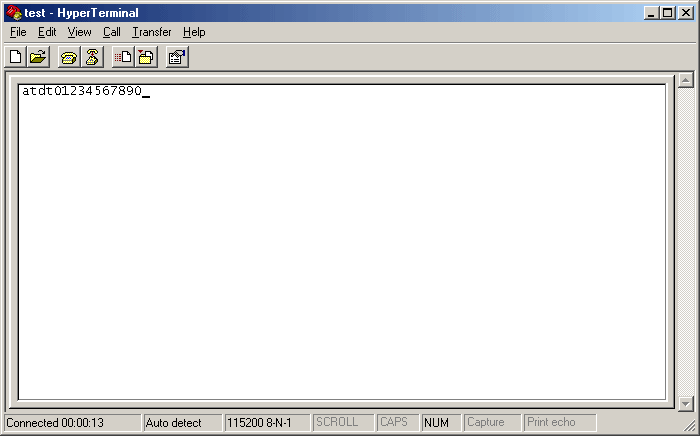 test - HyperTerminal
File Edit View Call Transfer Help
atdt01234567890_
Connected 00:00:13 Auto detect 115200 8-N-1 SCROLL CAPS NUM Capture Print echo